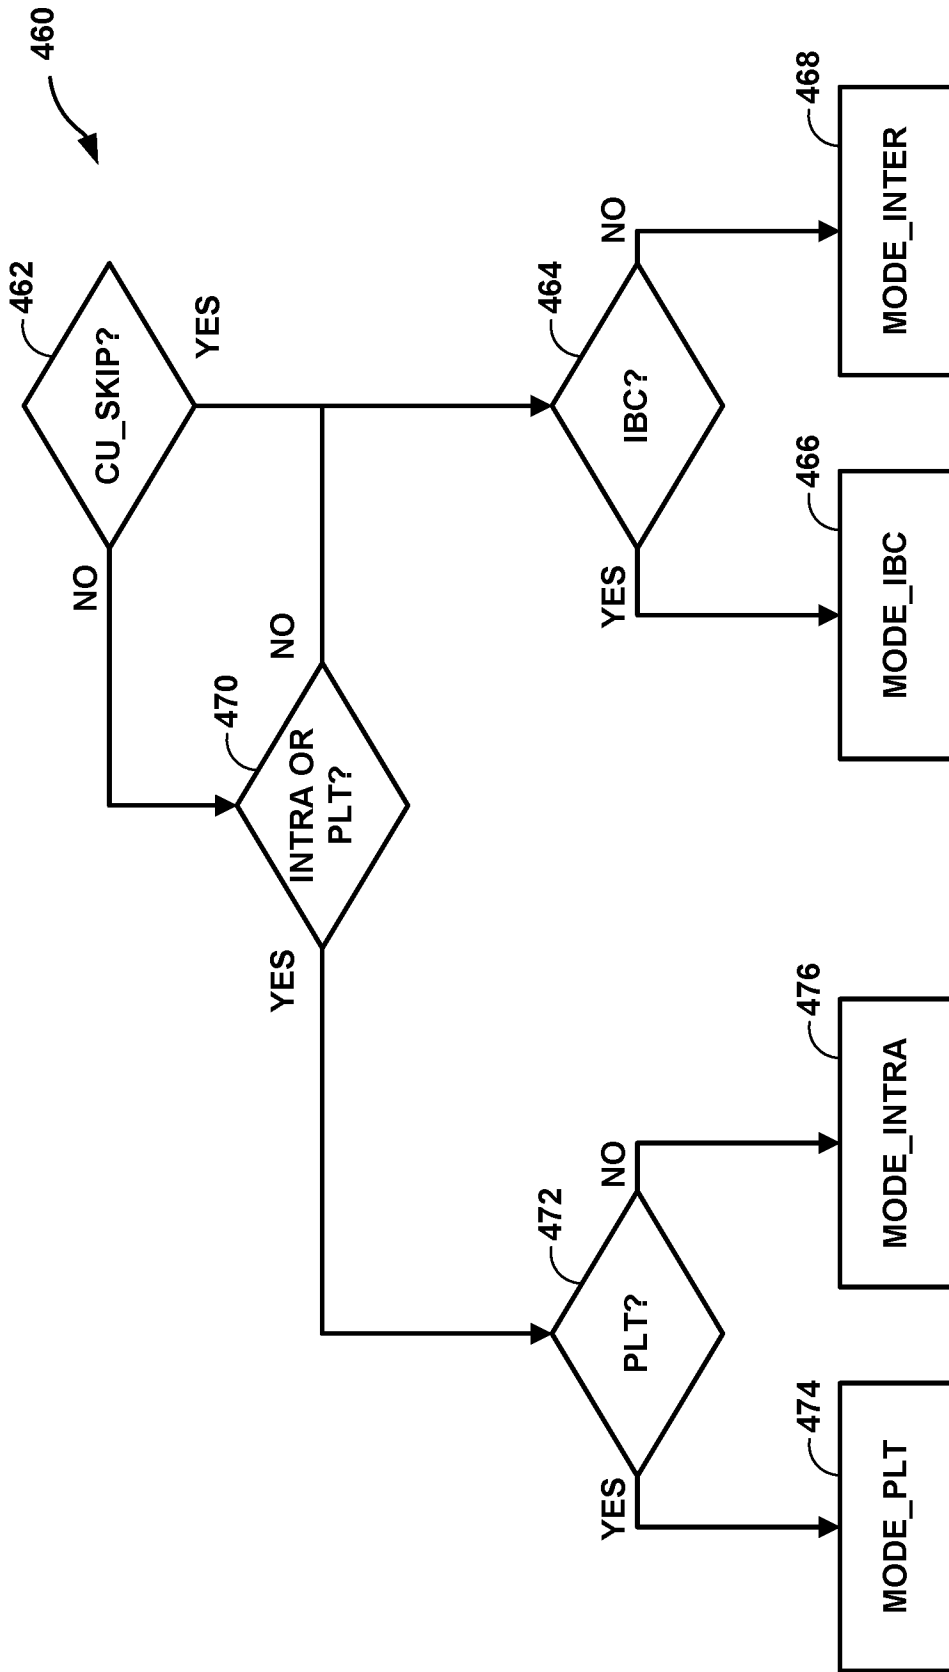 460
462
CU_SKIP?
NO
YES
470
INTRA OR
PLT?
YES
NO
472
PLT?
YES
NO
464
IBC?
YES
NO
474
MODE_PLT
476
MODE_INTRA
466
MODE_IBC
468
MODE_INTER